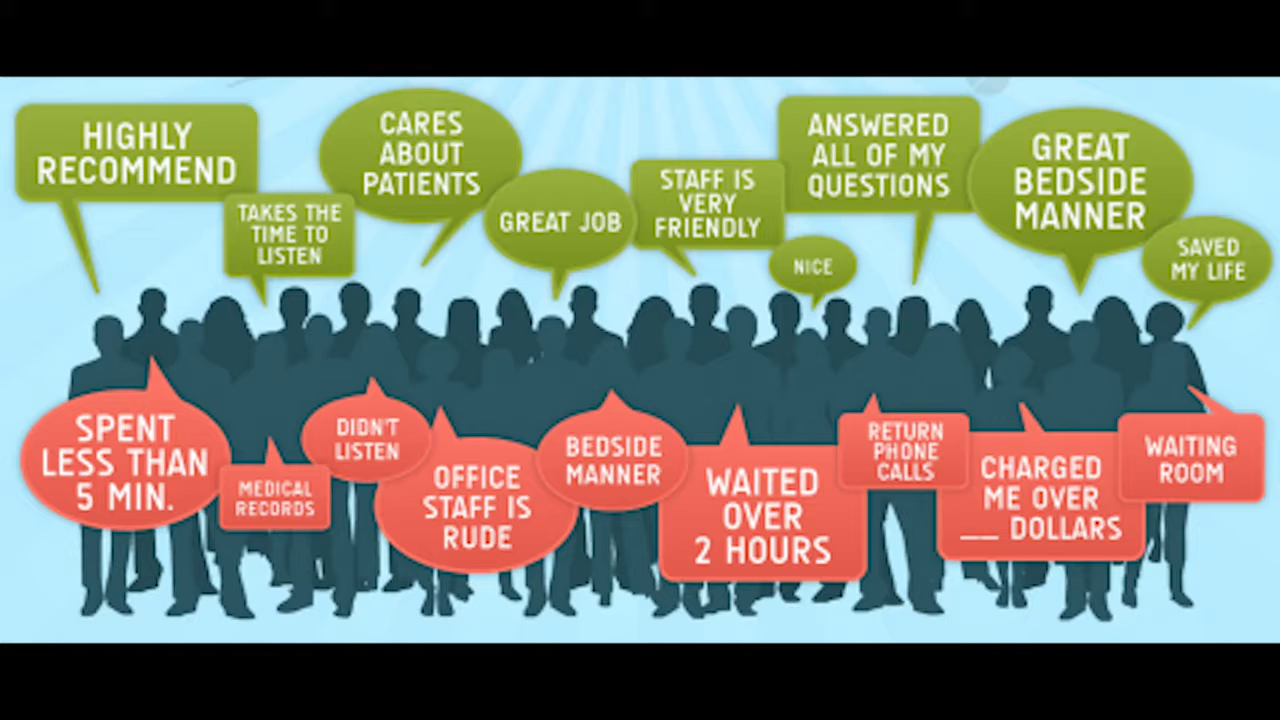 HIGHLY
RECOMMEND
TAKES THE
TIME TO
LISTEN
CARES
ABOUT
PATIENTS
GREAT JOB
STAFF IS
VERY
FRIENDLY
NICE
ANSWERED
ALL OF MY
QUESTIONS
GREAT
BEDSIDE
MANNER
SAVED
MY LIFE
SPENT
LESS THAN
5 MIN.
MEDICAL
RECORDS
DIDN'T
LISTEN
OFFICE
STAFF IS
RUDE
BEDSIDE
MANNER
WAITED
OVER
2 HOURS
RETURN
PHONE
CALLS
CHARGED
ME OVER
__ DOLLARS
WAITING
ROOM